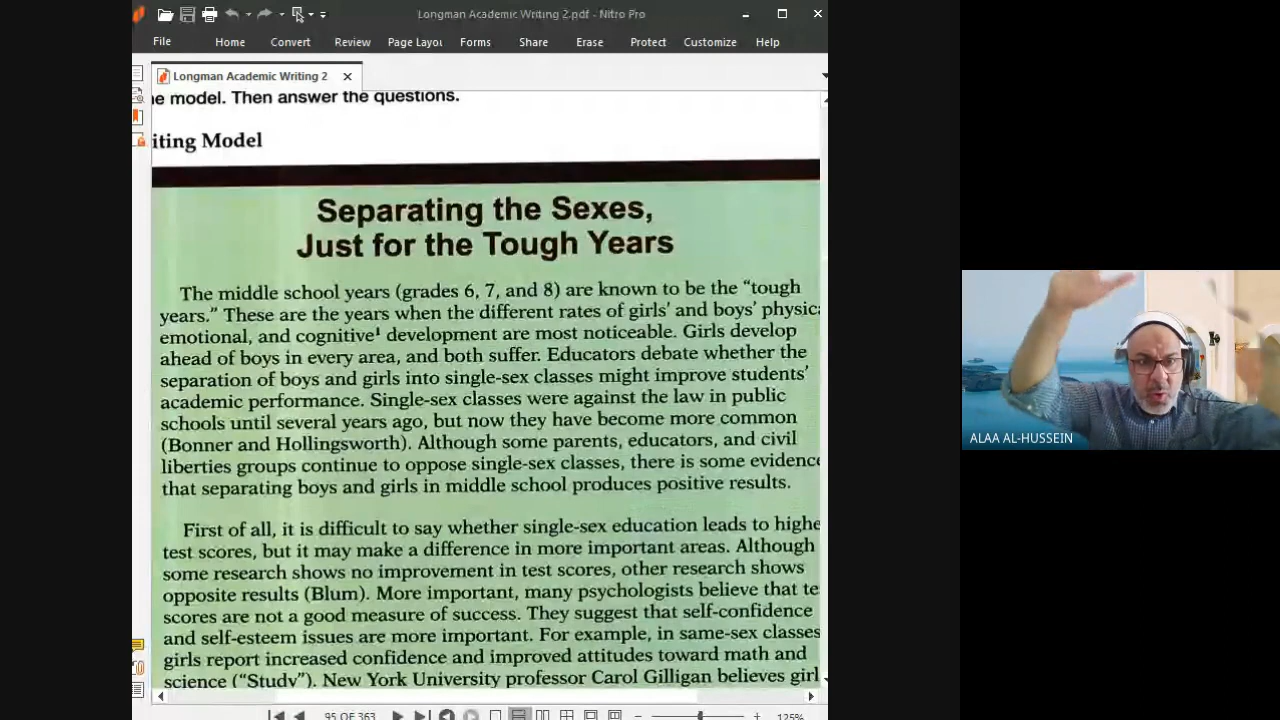 Longman Academic Writing 2.pdf - Nitro Pro
File Home Convert Review Page Layou Forms Share Erase Protect Customize Help
Longman Academic Writing 2
ne model. Then answer the questions.
iting Model
Separating the Sexes,
Just for the Tough Years
The middle school years (grades 6, 7, and 8) are known to be the “tough
years.” These are the years when the different rates of girls’ and boys’ physica
emotional, and cognitive¹ development are most noticeable. Girls develop
ahead of boys in every area, and both suffer. Educators debate whether the
separation of boys and girls into single-sex classes might improve students’
academic performance. Single-sex classes were against the law in public
schools until several years ago, but now they have become more common
(Bonner and Hollingsworth). Although some parents, educators, and civil
liberties groups continue to oppose single-sex classes, there is some evidence
that separating boys and girls in middle school produces positive results.
First of all, it is difficult to say whether single-sex education leads to highe
test scores, but it may make a difference in more important areas. Although
some research shows no improvement in test scores, other research shows
opposite results (Blum). More important, many psychologists believe that te
scores are not a good measure of success. They suggest that self-confidence
and self-esteem issues are more important. For example, in same-sex classes
girls report increased confidence and improved attitudes toward math and
science (“Study”). New York University professor Carol Gilligan believes girl
95 OF 363
125%
ALAA AL-HUSSEIN